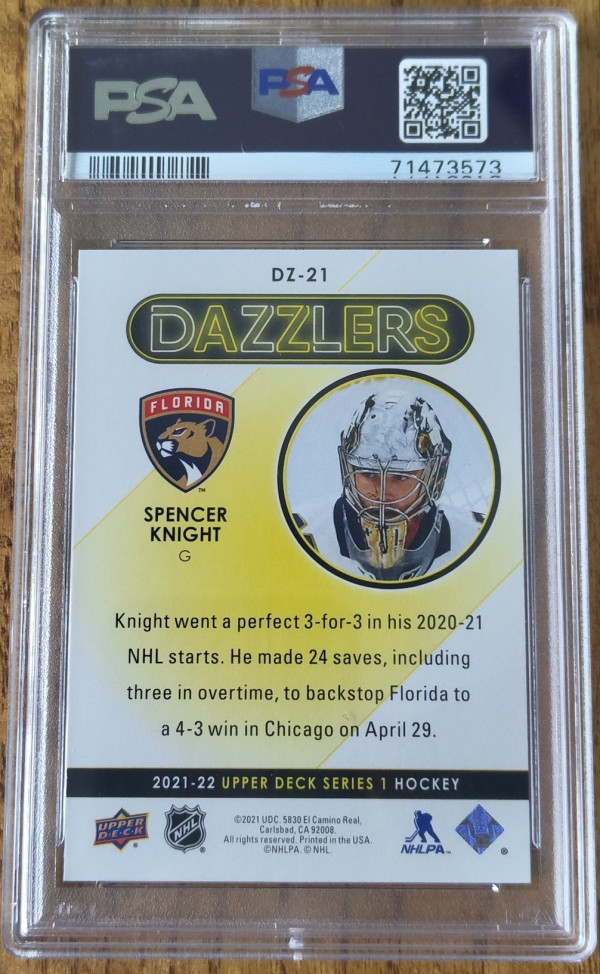 PSA PSA
71473573
DZ-21
DAZZLERS
FLORIDA
TM
SPENCER
KNIGHT
G
Knight went a perfect 3-for-3 in his 2020-21
NHL starts. He made 24 saves, including
three in overtime, to backstop Florida to
a 4-3 win in Chicago on April 29.
2021-22 UPPER DECK SERIES 1 HOCKEY
UPPER
D·E·C·K
NHL
©2021 UDC. 5830 El Camino Real,
Carlsbad, CA 92008.
All rights reserved. Printed in the USA.
©NHLPA. © NHL.
NHLPA
®